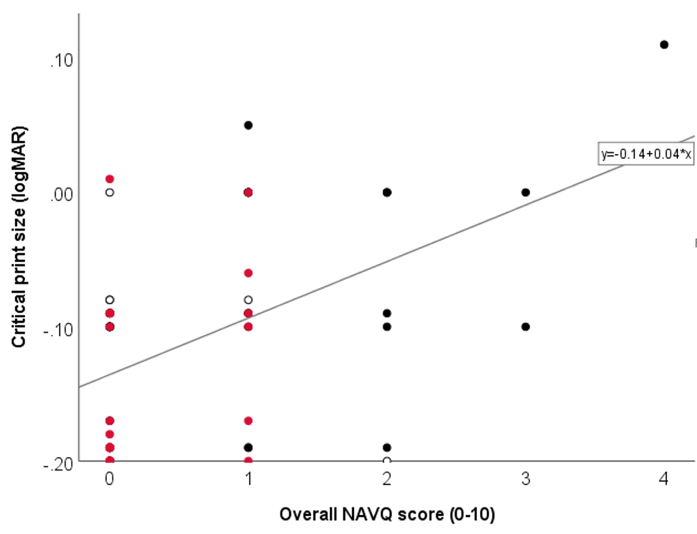 .10
.00
-.10
-.20
Critical print size (logMAR)
y=-0.14+0.04*x
0 1 2 3 4
Overall NAVQ score (0-10)